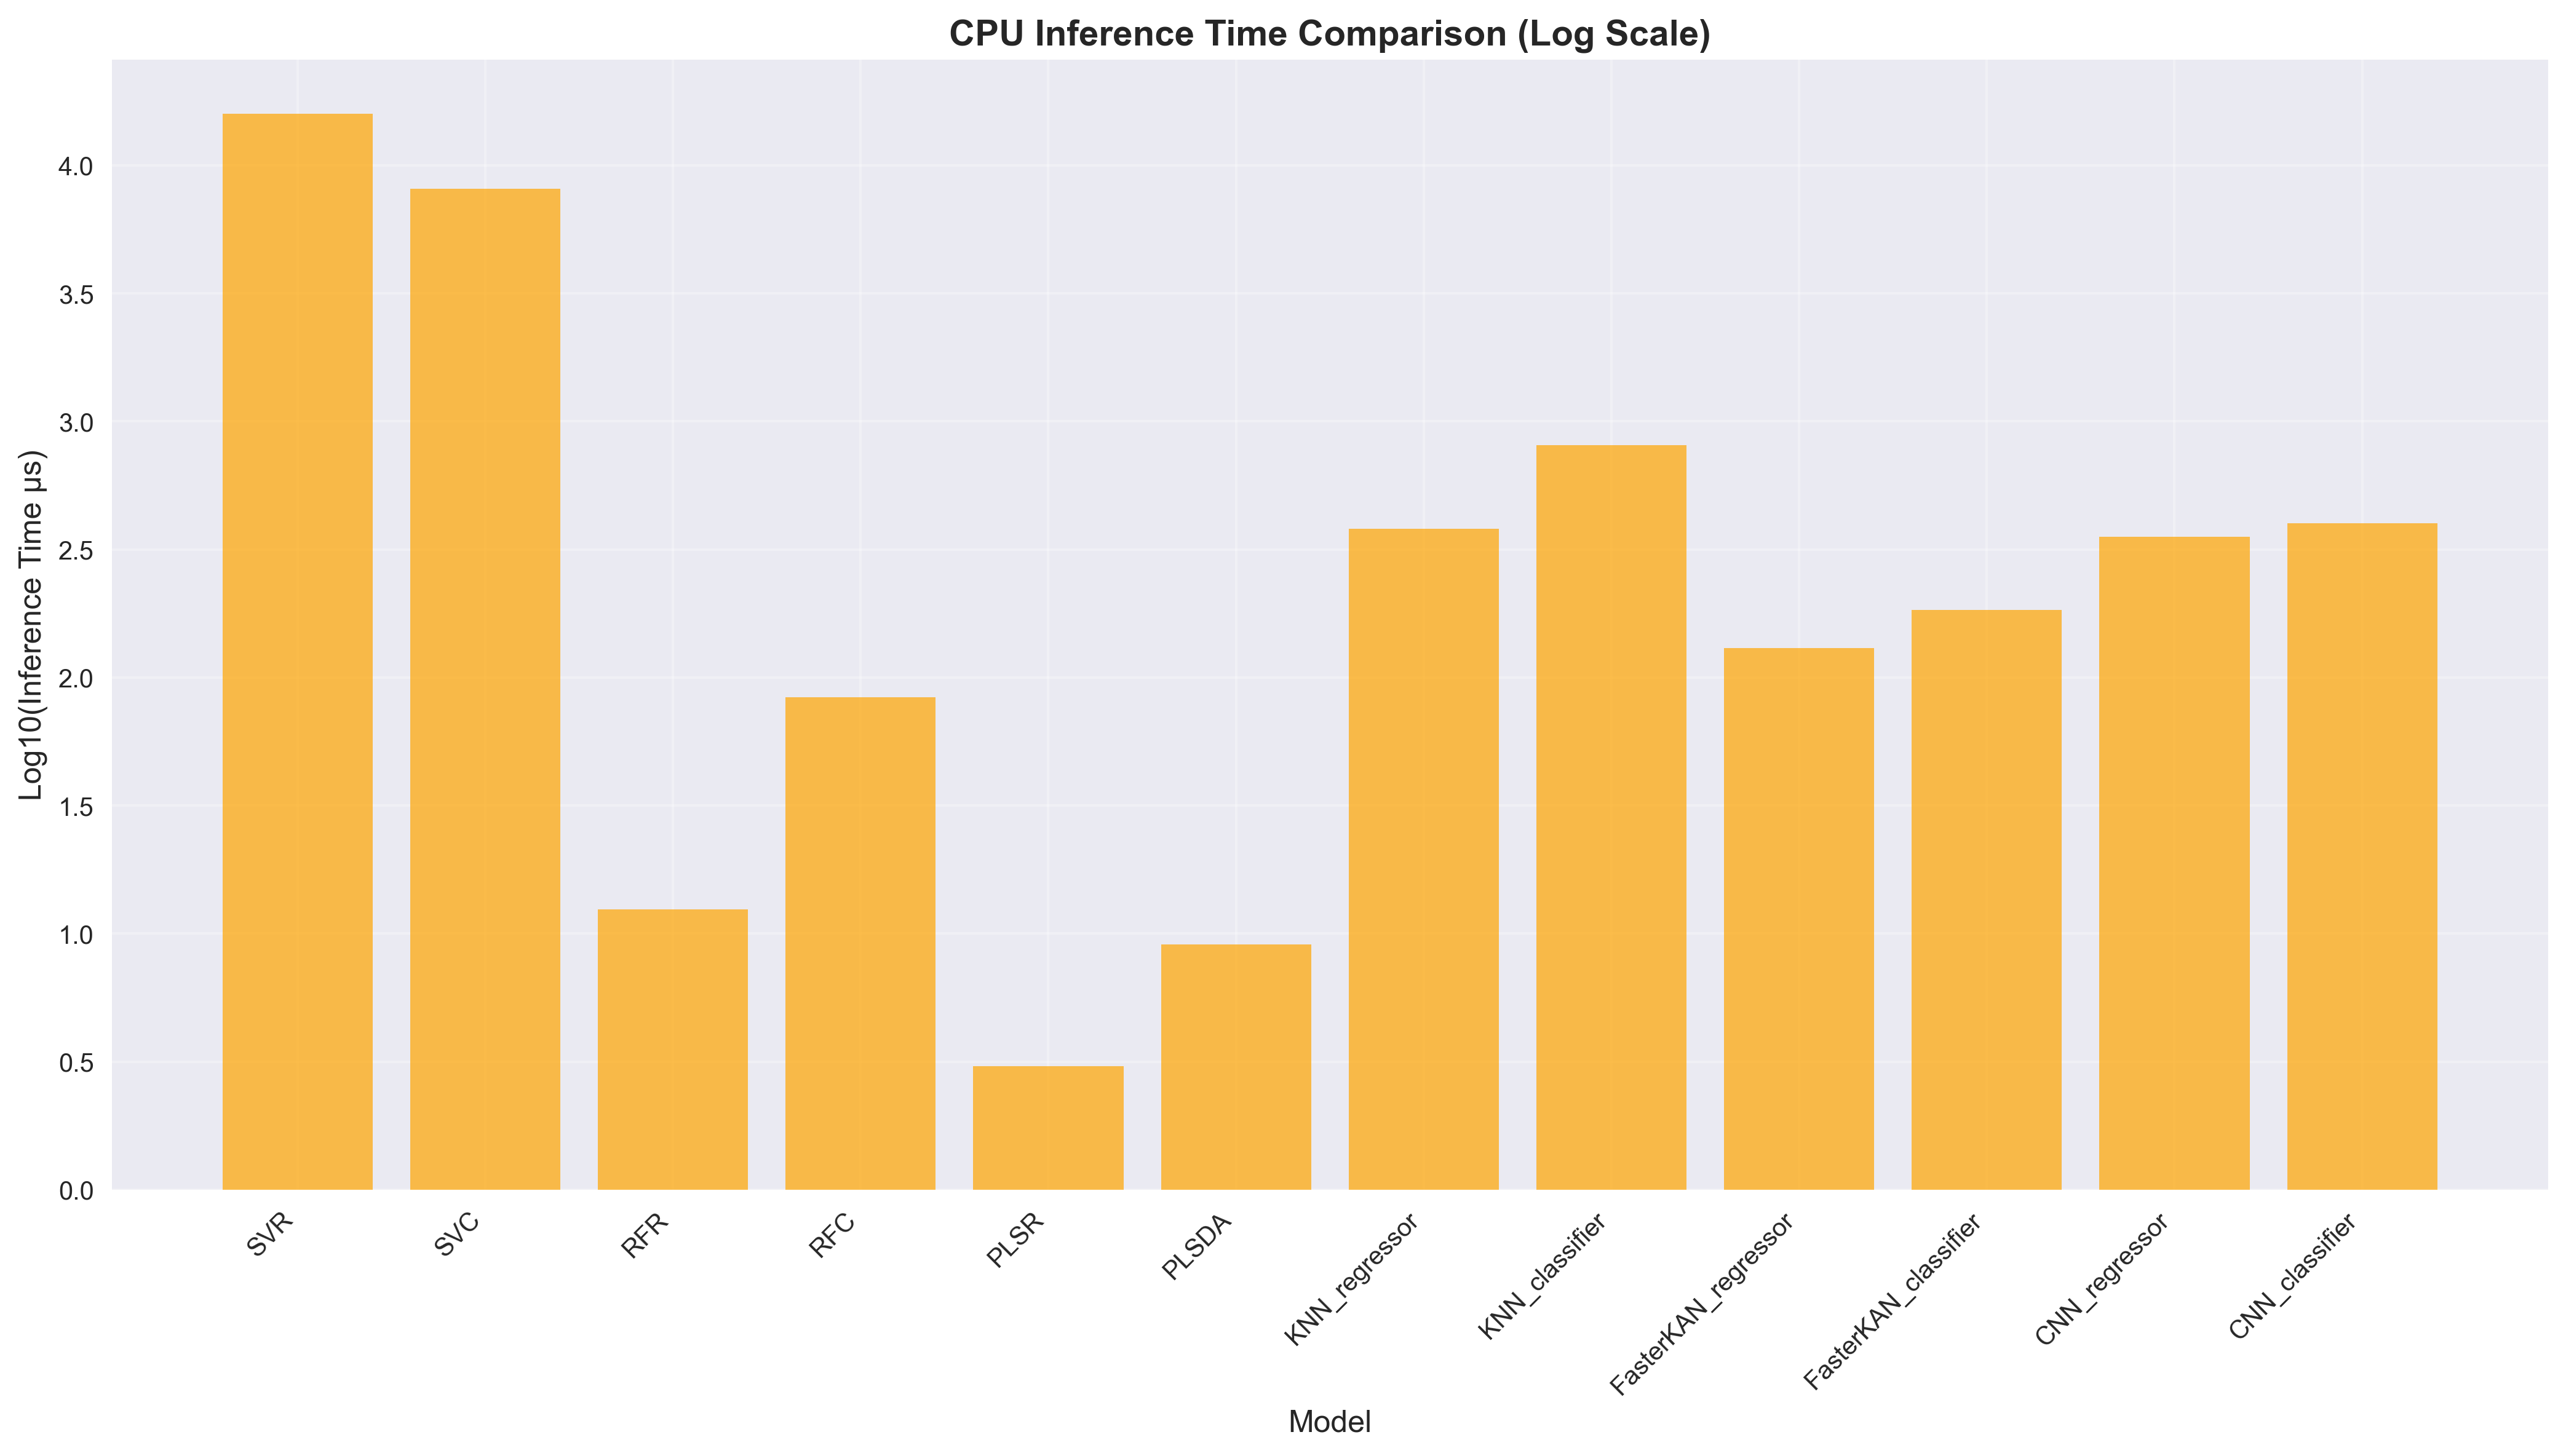 CPU Inference Time Comparison (Log Scale)
Log10(Inference Time µs)
4.0
3.5
3.0
2.5
2.0
1.5
1.0
0.5
0.0
SVR
SVC
RFR
RFC
PLSR
PLSDA
KNN_regressor
KNN_classifier
FasterKAN_regressor
FasterKAN_classifier
CNN_regressor
CNN_classifier
Model